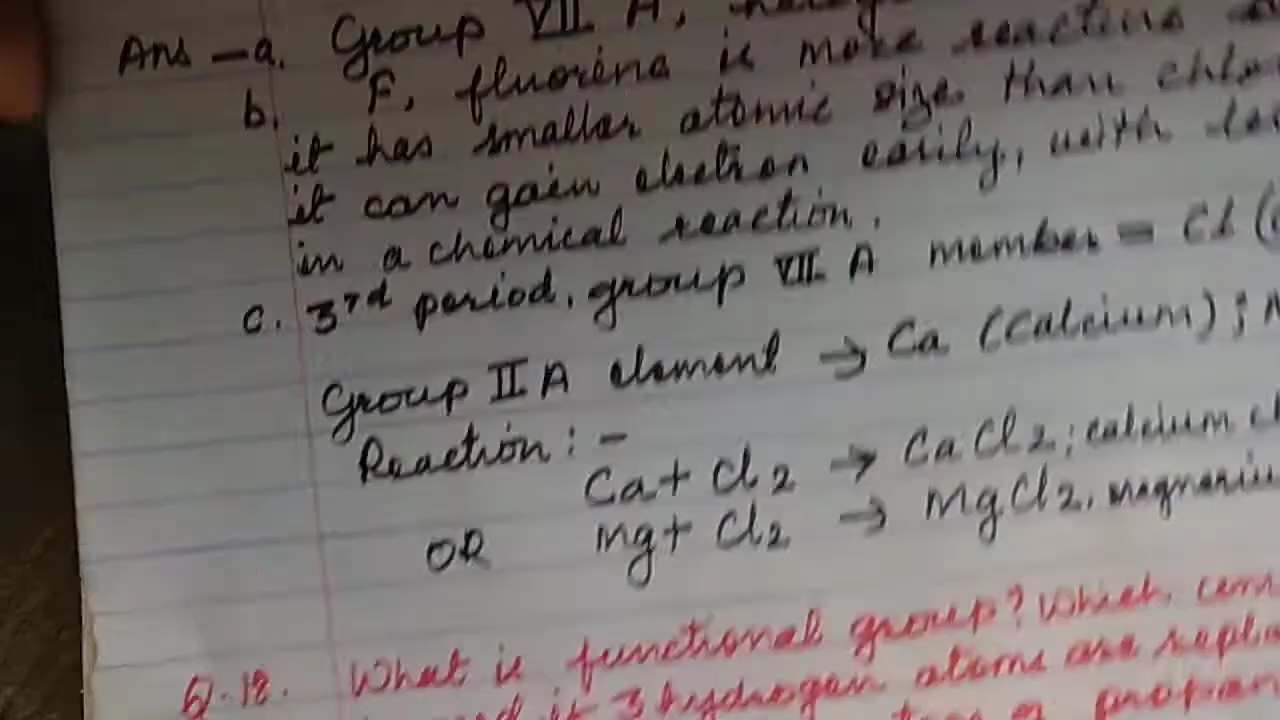 Ans - a. Group VII A,
b. F, fluorine is more reactive
it has smaller atomic size than
it can gain electron easily, with
in a chemical reaction.
c. 3rd period, group VII A member = Cl (
Group II A element → Ca (Calcium) ;
Reaction : -
Ca + Cl2 → CaCl2 ; calcium
OR Mg + Cl2 → MgCl2,
Q.18. What is functional group? Which
it 3 hydrogen atoms are